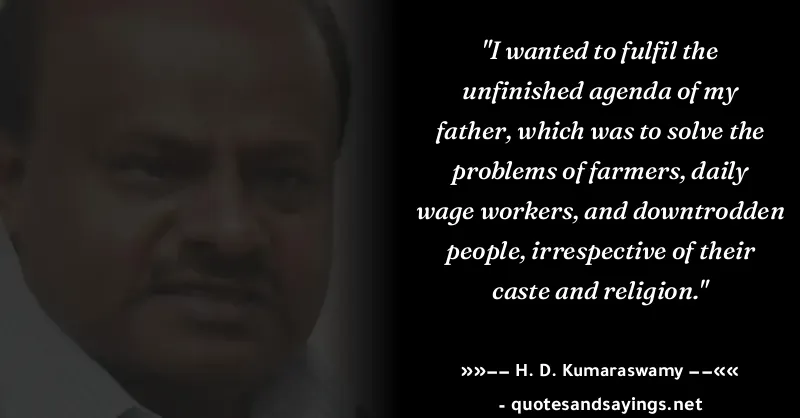 "I wanted to fulfil the
unfinished agenda of my
father, which was to solve the
problems of farmers, daily
wage workers, and downtrodden
people, irrespective of their
caste and religion."
»»−− H. D. Kumaraswamy −−««
- quotesandsayings.net